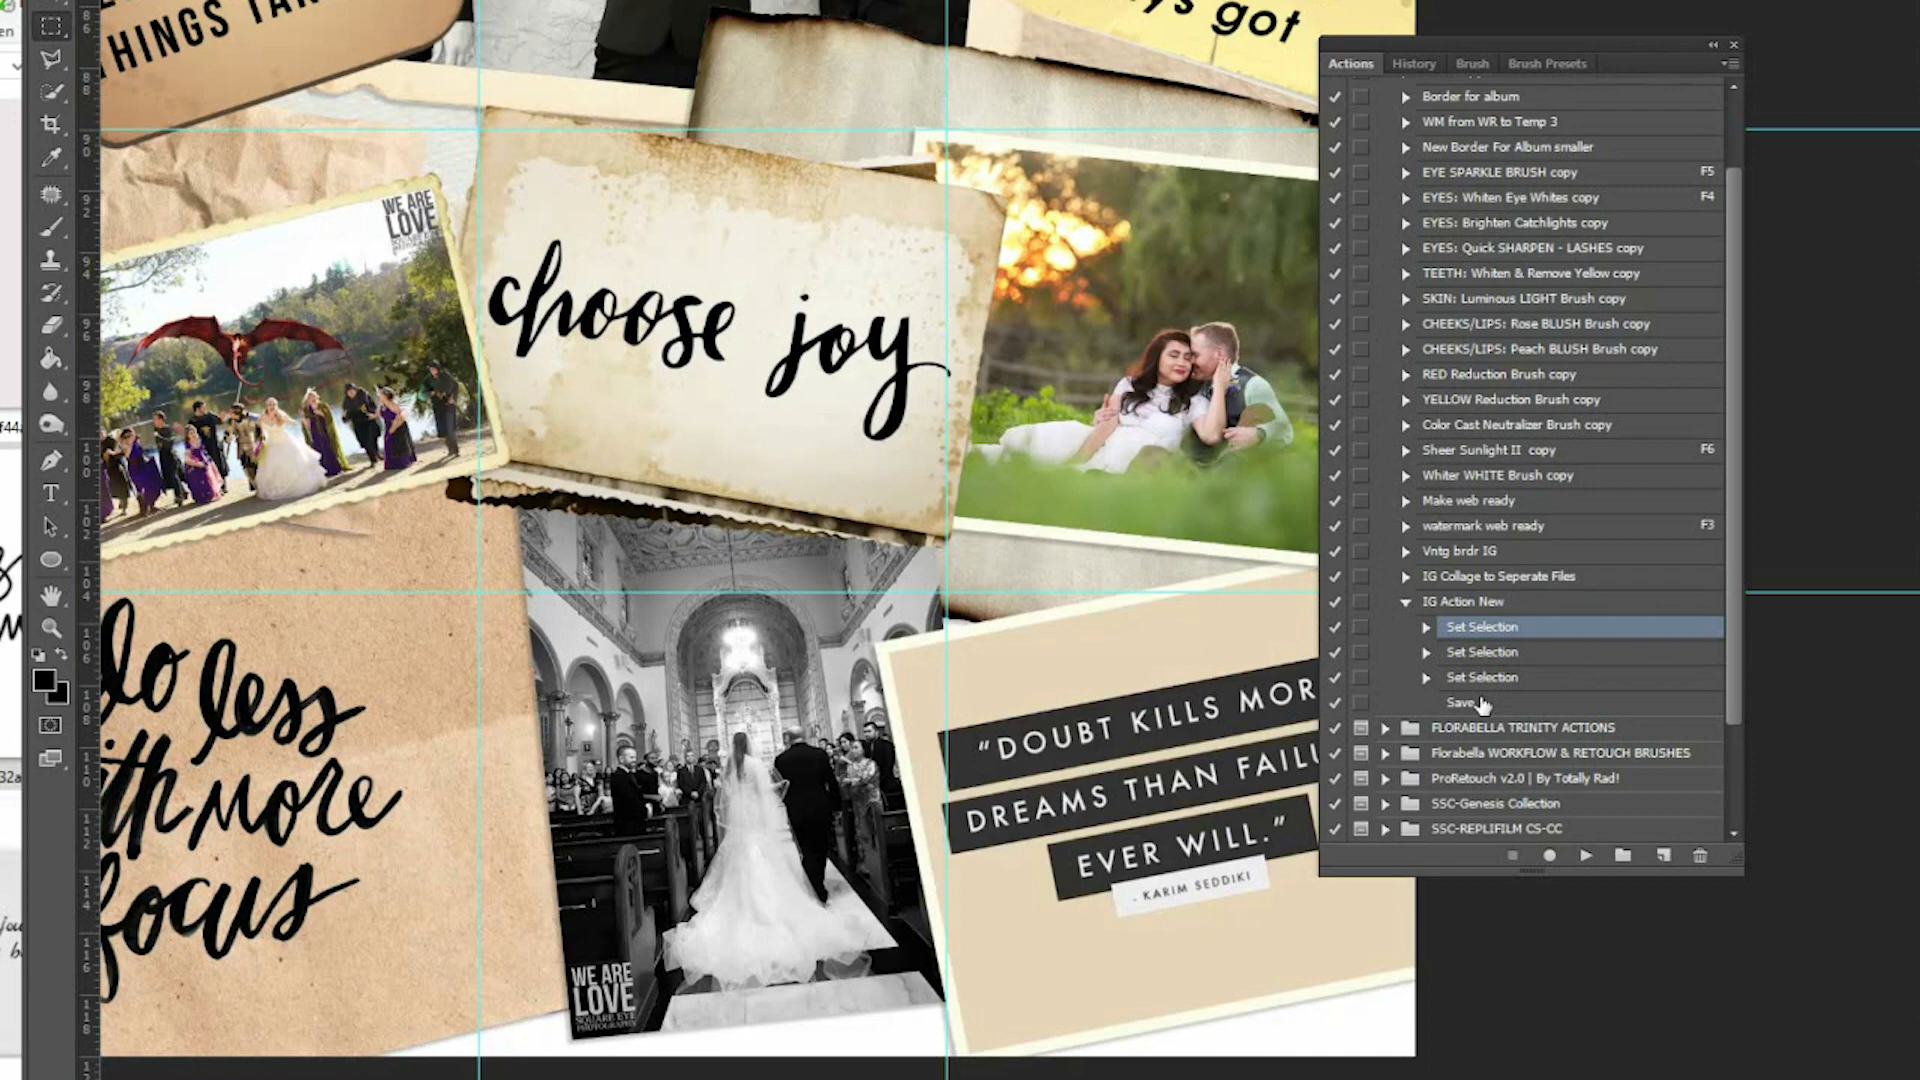 HINGS TAK
ys got
en
WE ARE
LOVE
choose joy
f44
do less
with more
focus
32a
WE ARE
LOVE
SQUARE EYE
PHOTOGRAPHY
“DOUBT KILLS MOR
DREAMS THAN FAILU
EVER WILL.”
- KARIM SEDDIKI
Actions
History
Brush
Brush Presets
Border for album
WM from WR to Temp 3
New Border For Album smaller
EYE SPARKLE BRUSH copy F5
EYES: Whiten Eye Whites copy F4
EYES: Brighten Catchlights copy
EYES: Quick SHARPEN - LASHES copy
TEETH: Whiten & Remove Yellow copy
SKIN: Luminous LIGHT Brush copy
CHEEKS/LIPS: Rose BLUSH Brush copy
CHEEKS/LIPS: Peach BLUSH Brush copy
RED Reduction Brush copy
YELLOW Reduction Brush copy
Color Cast Neutralizer Brush copy
Sheer Sunlight II copy F6
Whiter WHITE Brush copy
Make web ready
watermark web ready F3
Vntg brdr IG
IG Collage to Seperate Files
IG Action New
Set Selection
Set Selection
Set Selection
Save
FLORABELLA TRINITY ACTIONS
Florabella WORKFLOW & RETOUCH BRUSHES
ProRetouch v2.0 | By Totally Rad!
SSC-Genesis Collection
SSC-REPLIFILM CS-CC